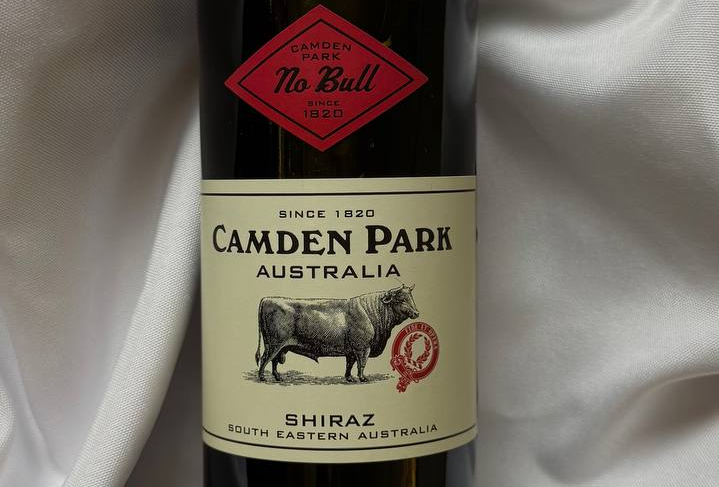 CAMDEN
PARK
No Bull
SINCE
1820
SINCE 1820
CAMDEN PARK
AUSTRALIA
SHIRAZ
SOUTH EASTERN AUSTRALIA